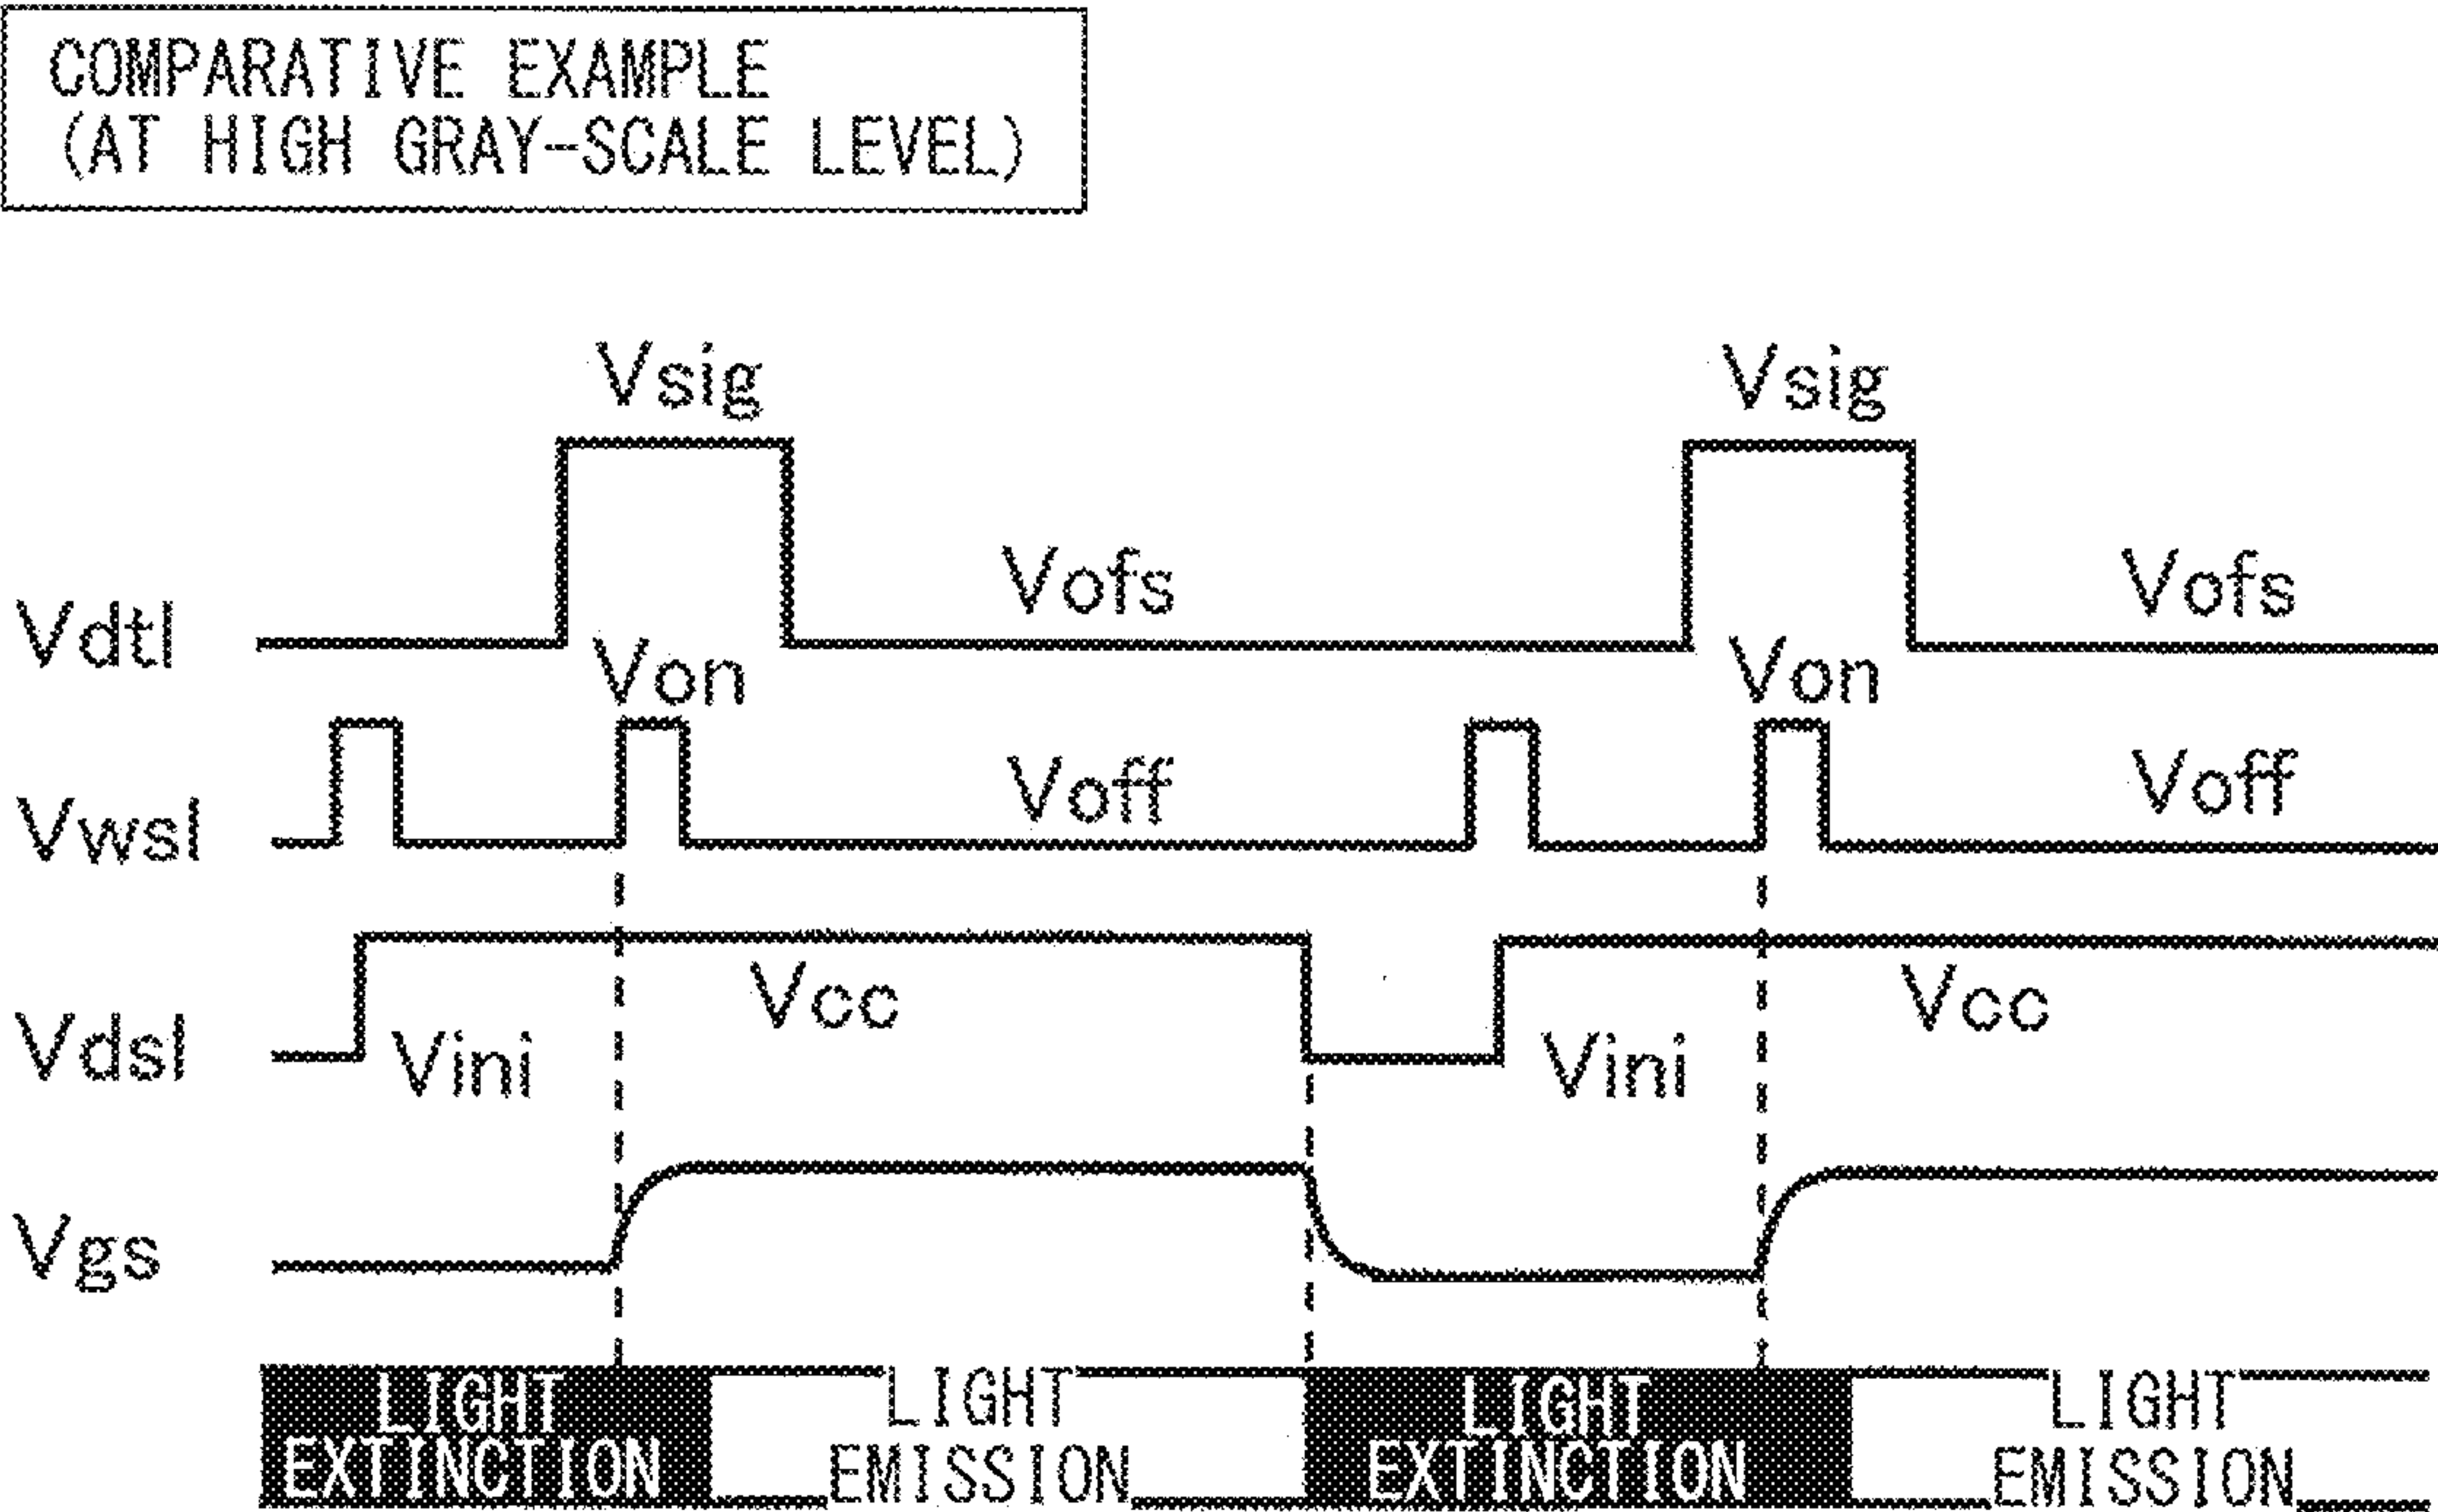 COMPARATIVE EXAMPLE
(AT HIGH GRAY-SCALE LEVEL)
Vsig Vsig
Vdtl Vofs Vofs
Von Von
Vwsl Voff Voff
Vcc Vcc
Vdsl Vini Vini
Vgs
LIGHT LIGHT LIGHT LIGHT
EXTINCTION EMISSION EXTINCTION EMISSION